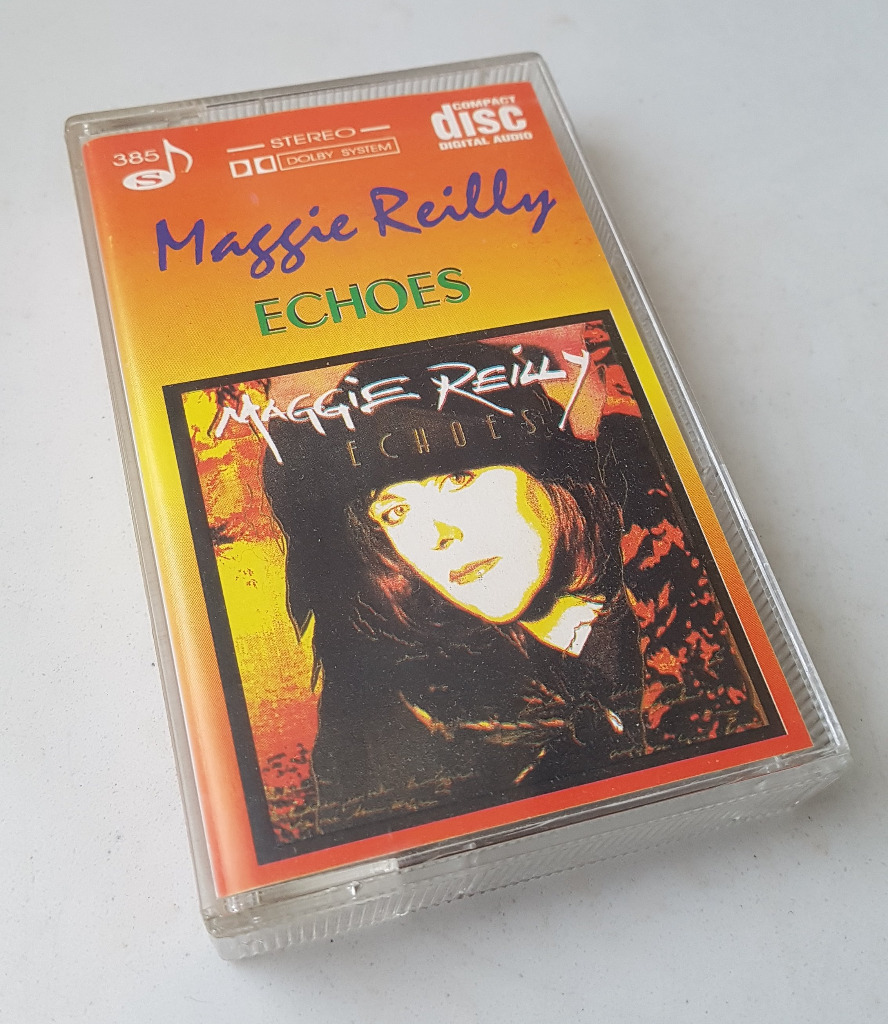 385
S
STEREO
DOLBY SYSTEM
COMPACT
disc
DIGITAL AUDIO
Maggie Reilly
ECHOES
MAGGIE REILLY
ECHOES